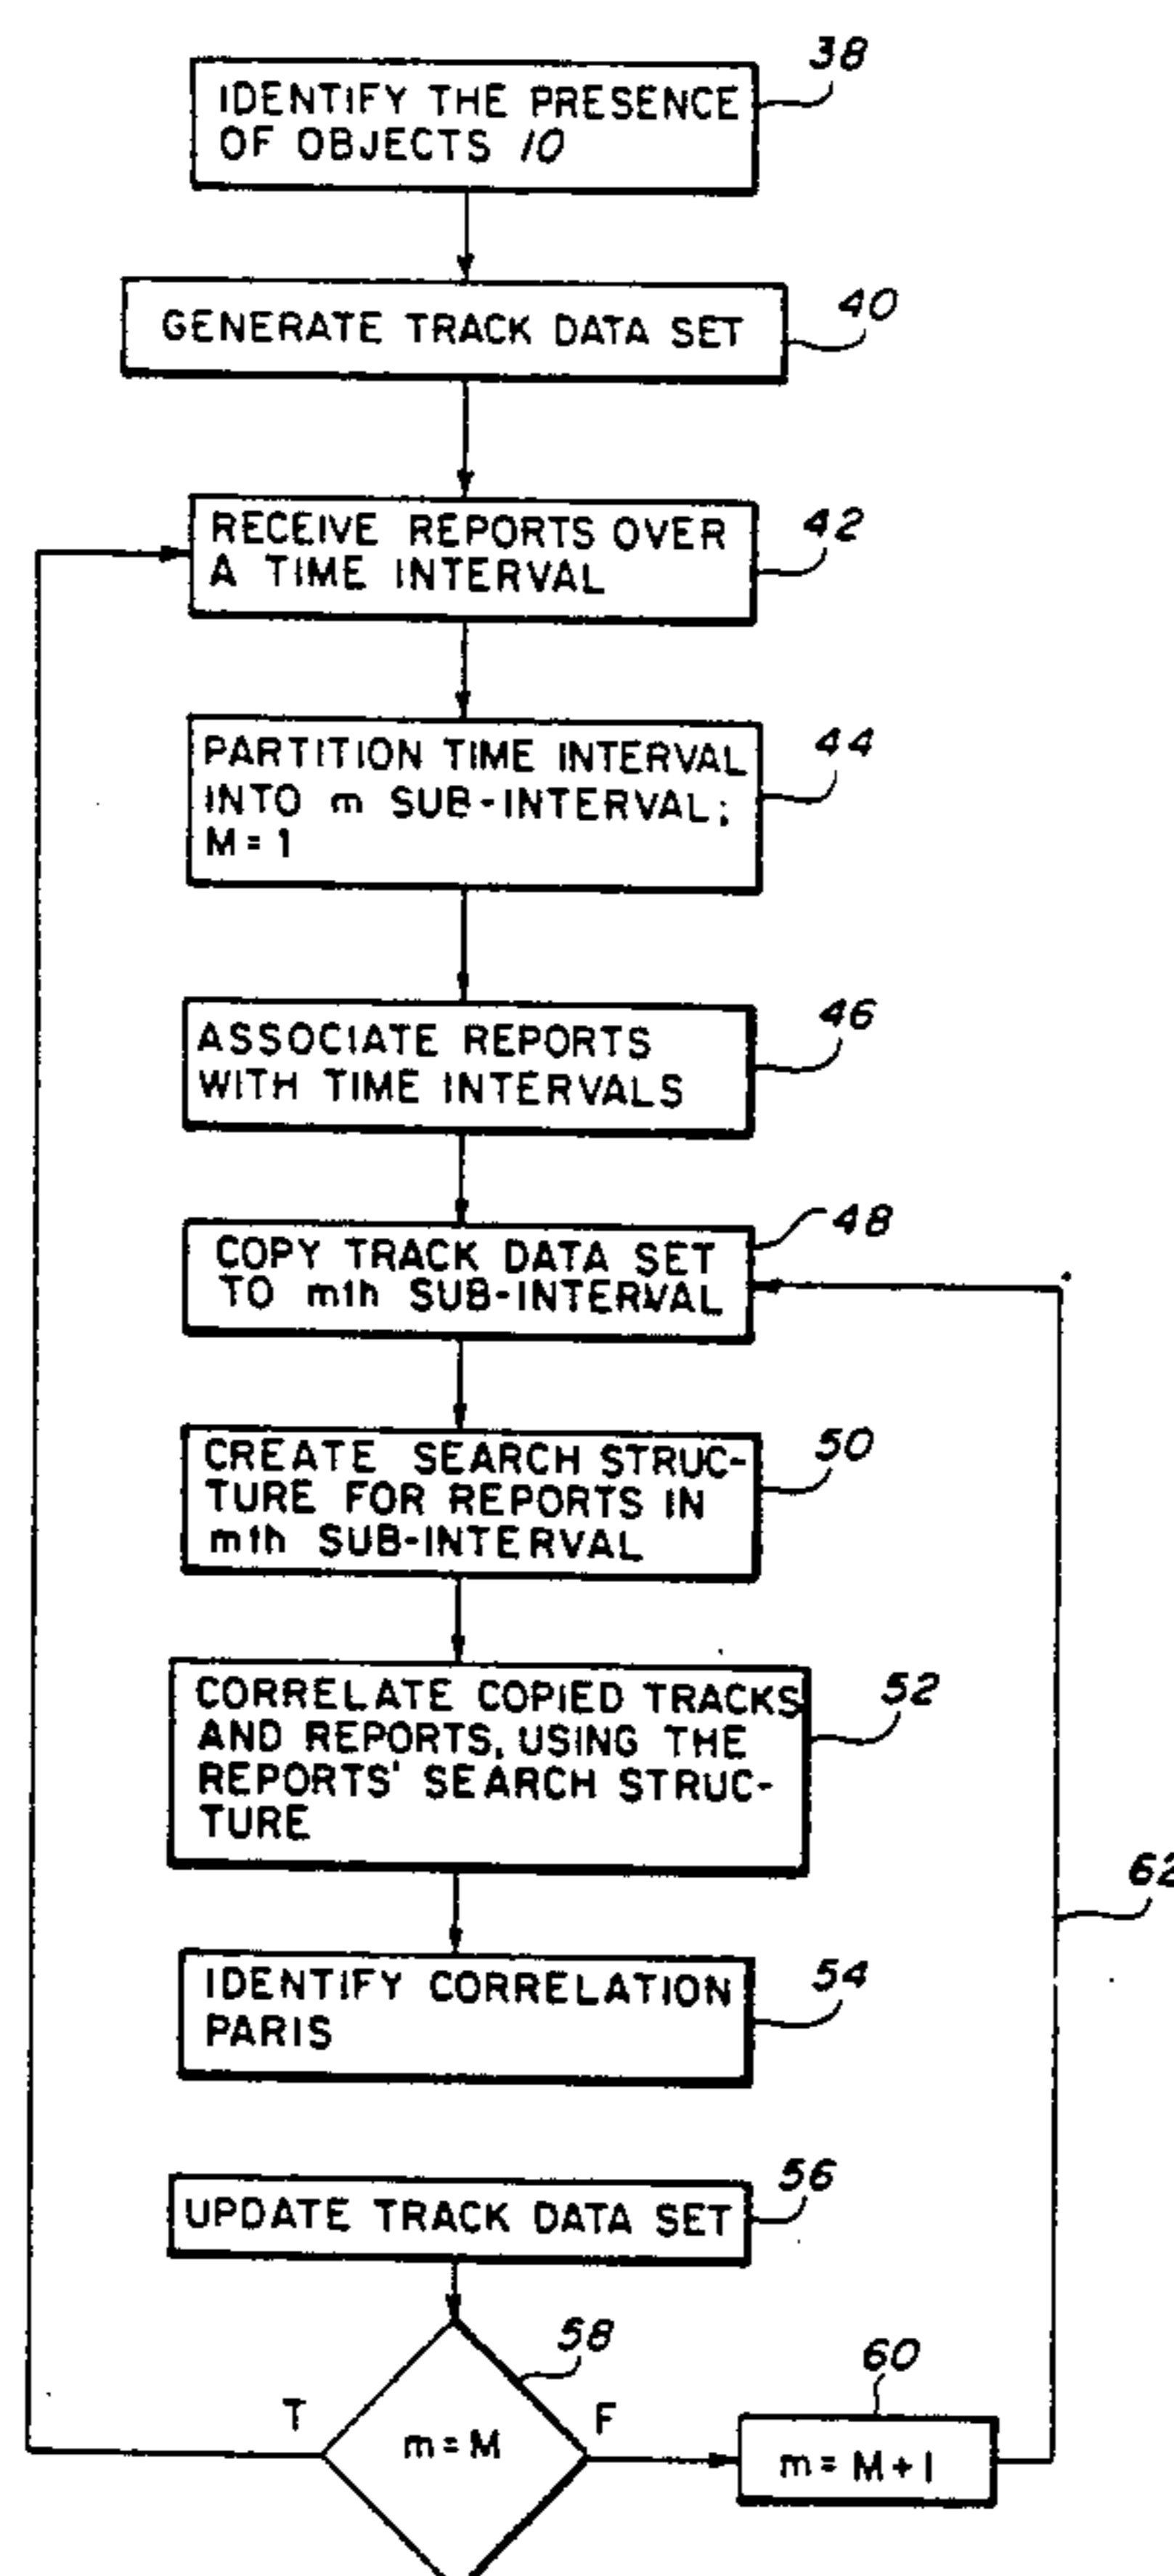 38
IDENTIFY THE PRESENCE
OF OBJECTS 10
40
GENERATE TRACK DATA SET
42
RECEIVE REPORTS OVER
A TIME INTERVAL
44
PARTITION TIME INTERVAL
INTO m SUB-INTERVAL;
M = 1
46
ASSOCIATE REPORTS
WITH TIME INTERVALS
48
COPY TRACK DATA SET
TO mth SUB-INTERVAL
50
CREATE SEARCH STRUC-
TURE FOR REPORTS IN
mth SUB-INTERVAL
52
CORRELATE COPIED TRACKS
AND REPORTS, USING THE
REPORTS' SEARCH STRUC-
TURE
62
54
IDENTIFY CORRELATION
PARIS
56
UPDATE TRACK DATA SET
58
60
T
F
m = M
m = M + 1